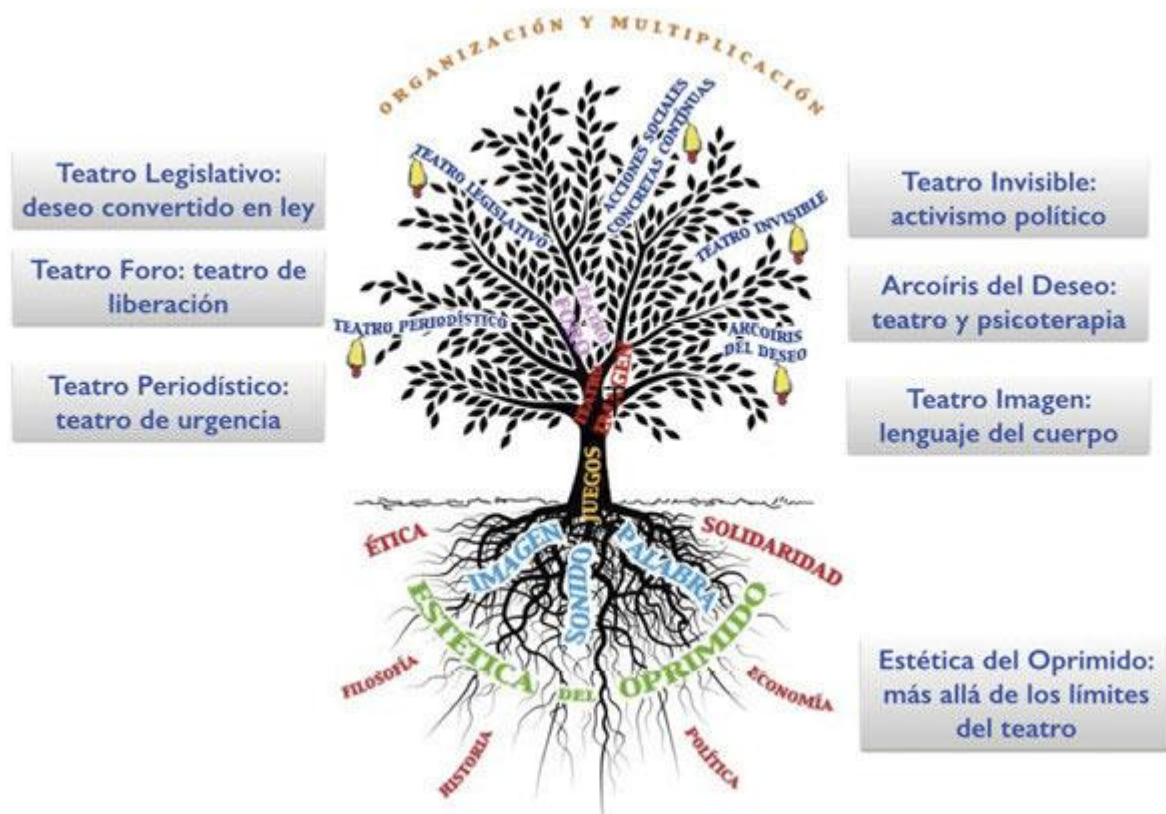 ORGANIZACIÓN Y MULTIPLICACIÓN
Teatro Legislativo:
deseo convertido en ley
Teatro Foro: teatro de
liberación
Teatro Periodístico:
teatro de urgencia
TEATRO LEGISLATIVO
ACCIONES SOCIALES
CONCRETAS CONTÍNUAS
TEATRO INVISIBLE
TEATRO PERIODÍSTICO
TEATRO
FORO
ARCOÍRIS
DEL DESEO
TEATRO
IMAGEN
JUEGOS
Teatro Invisible:
activismo político
Arcoíris del Deseo:
teatro y psicoterapia
Teatro Imagen:
lenguaje del cuerpo
ÉTICA
IMAGEN
SONIDO
PALABRA
SOLIDARIDAD
ESTÉTICA DEL OPRIMIDO
FILOSOFÍA
HISTORIA
POLÍTICA
ECONOMÍA
Estética del Oprimido:
más allá de los límites
del teatro